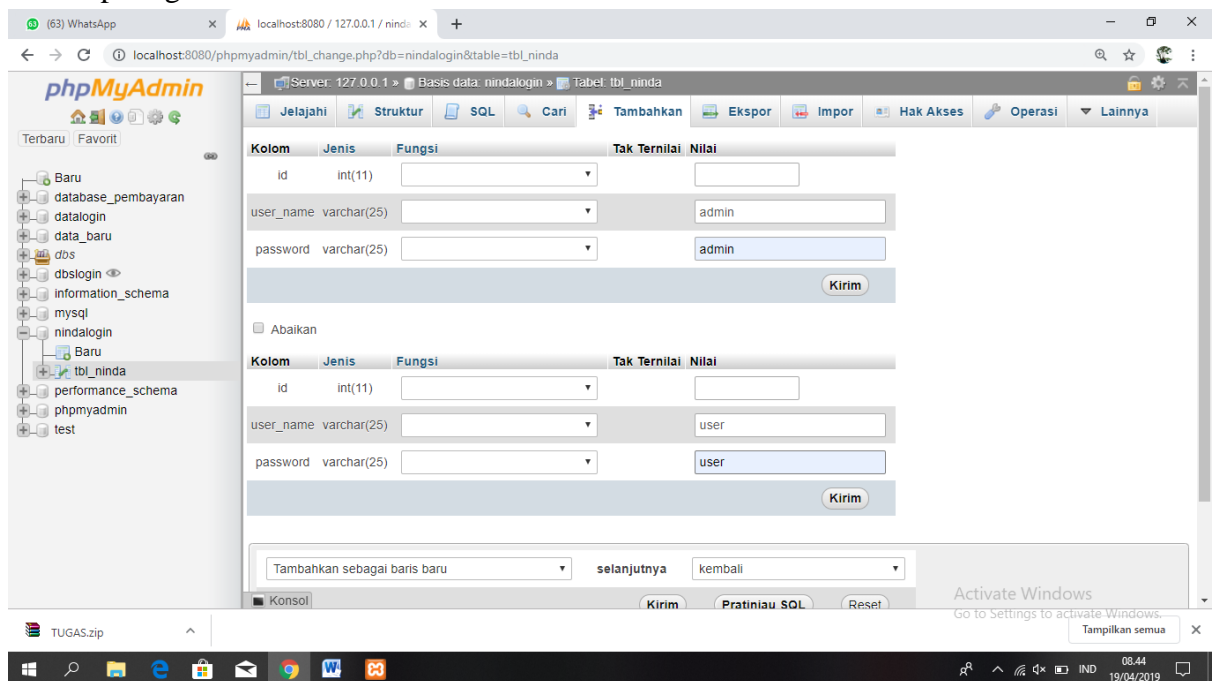 (63) WhatsApp
localhost:8080 / 127.0.0.1 / ninda
localhost:8080/phpmyadmin/tbl_change.php?db=nindalogin&table=tbl_ninda
phpMyAdmin
Terbaru Favorit
Baru
database_pembayaran
datalogin
data_baru
dbs
dbslogin
information_schema
mysql
nindalogin
Baru
tbl_ninda
performance_schema
phpmyadmin
test
Server: 127.0.0.1 » Basis data: nindalogin » Tabel: tbl_ninda
Jelajahi Struktur SQL Cari Tambahkan Ekspor Impor Hak Akses Operasi Lainnya
Kolom Jenis Fungsi Tak Ternilai Nilai
id int(11)
user_name varchar(25) admin
password varchar(25) admin
Kirim
Abaikan
Kolom Jenis Fungsi Tak Ternilai Nilai
id int(11)
user_name varchar(25) user
password varchar(25) user
Kirim
Tambahkan sebagai baris baru selanjutnya kembali
Konsol Kirim Pratinjau SQL Reset
Activate Windows
Go to Settings to activate Windows.
TUGAS.zip Tampilkan semua
IND 08.44
19/04/2019